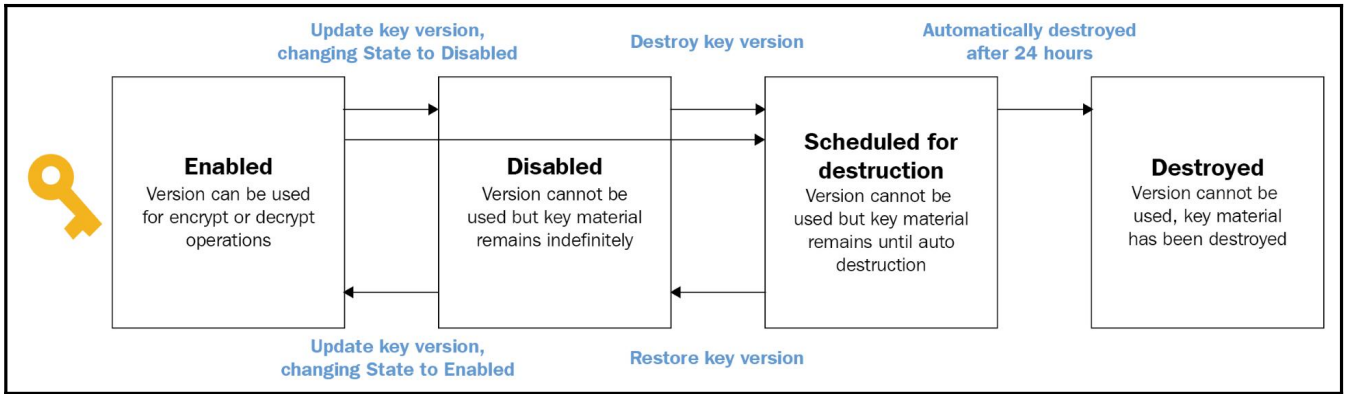 Update key version,
changing State to Disabled
Destroy key version
Automatically destroyed
after 24 hours
Enabled
Version can be used
for encrypt or decrypt
operations
Disabled
Version cannot be
used but key material
remains indefinitely
Scheduled for
destruction
Version cannot be
used but key material
remains until auto
destruction
Destroyed
Version cannot be
used, key material
has been destroyed
Update key version,
changing State to Enabled
Restore key version